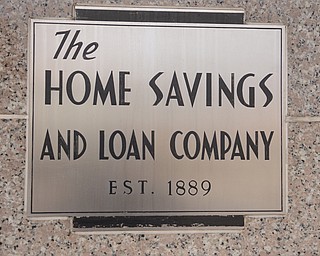 The
HOME SAVINGS
AND LOAN COMPANY
EST. 1889